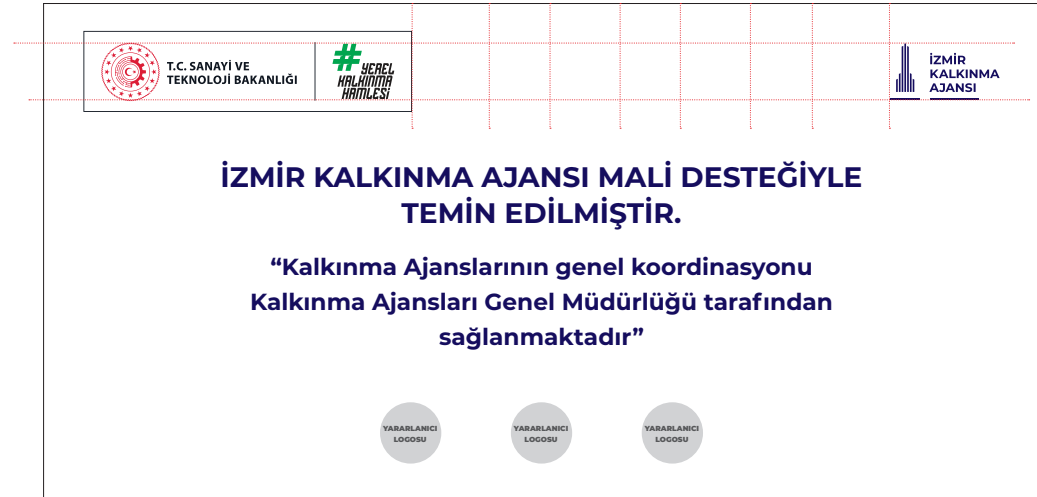 T.C. SANAYİ VE
TEKNOLOJİ BAKANLIĞI
#YEREL
KALKINMA
HAMLESİ
İZMİR
KALKINMA
AJANSI
İZMİR KALKINMA AJANSI MALİ DESTEĞİYLE
TEMİN EDİLMİŞTİR.
“Kalkınma Ajanslarının genel koordinasyonu
Kalkınma Ajansları Genel Müdürlüğü tarafından
sağlanmaktadır”
YARARLANICI
LOGOSU
YARARLANICI
LOGOSU
YARARLANICI
LOGOSU